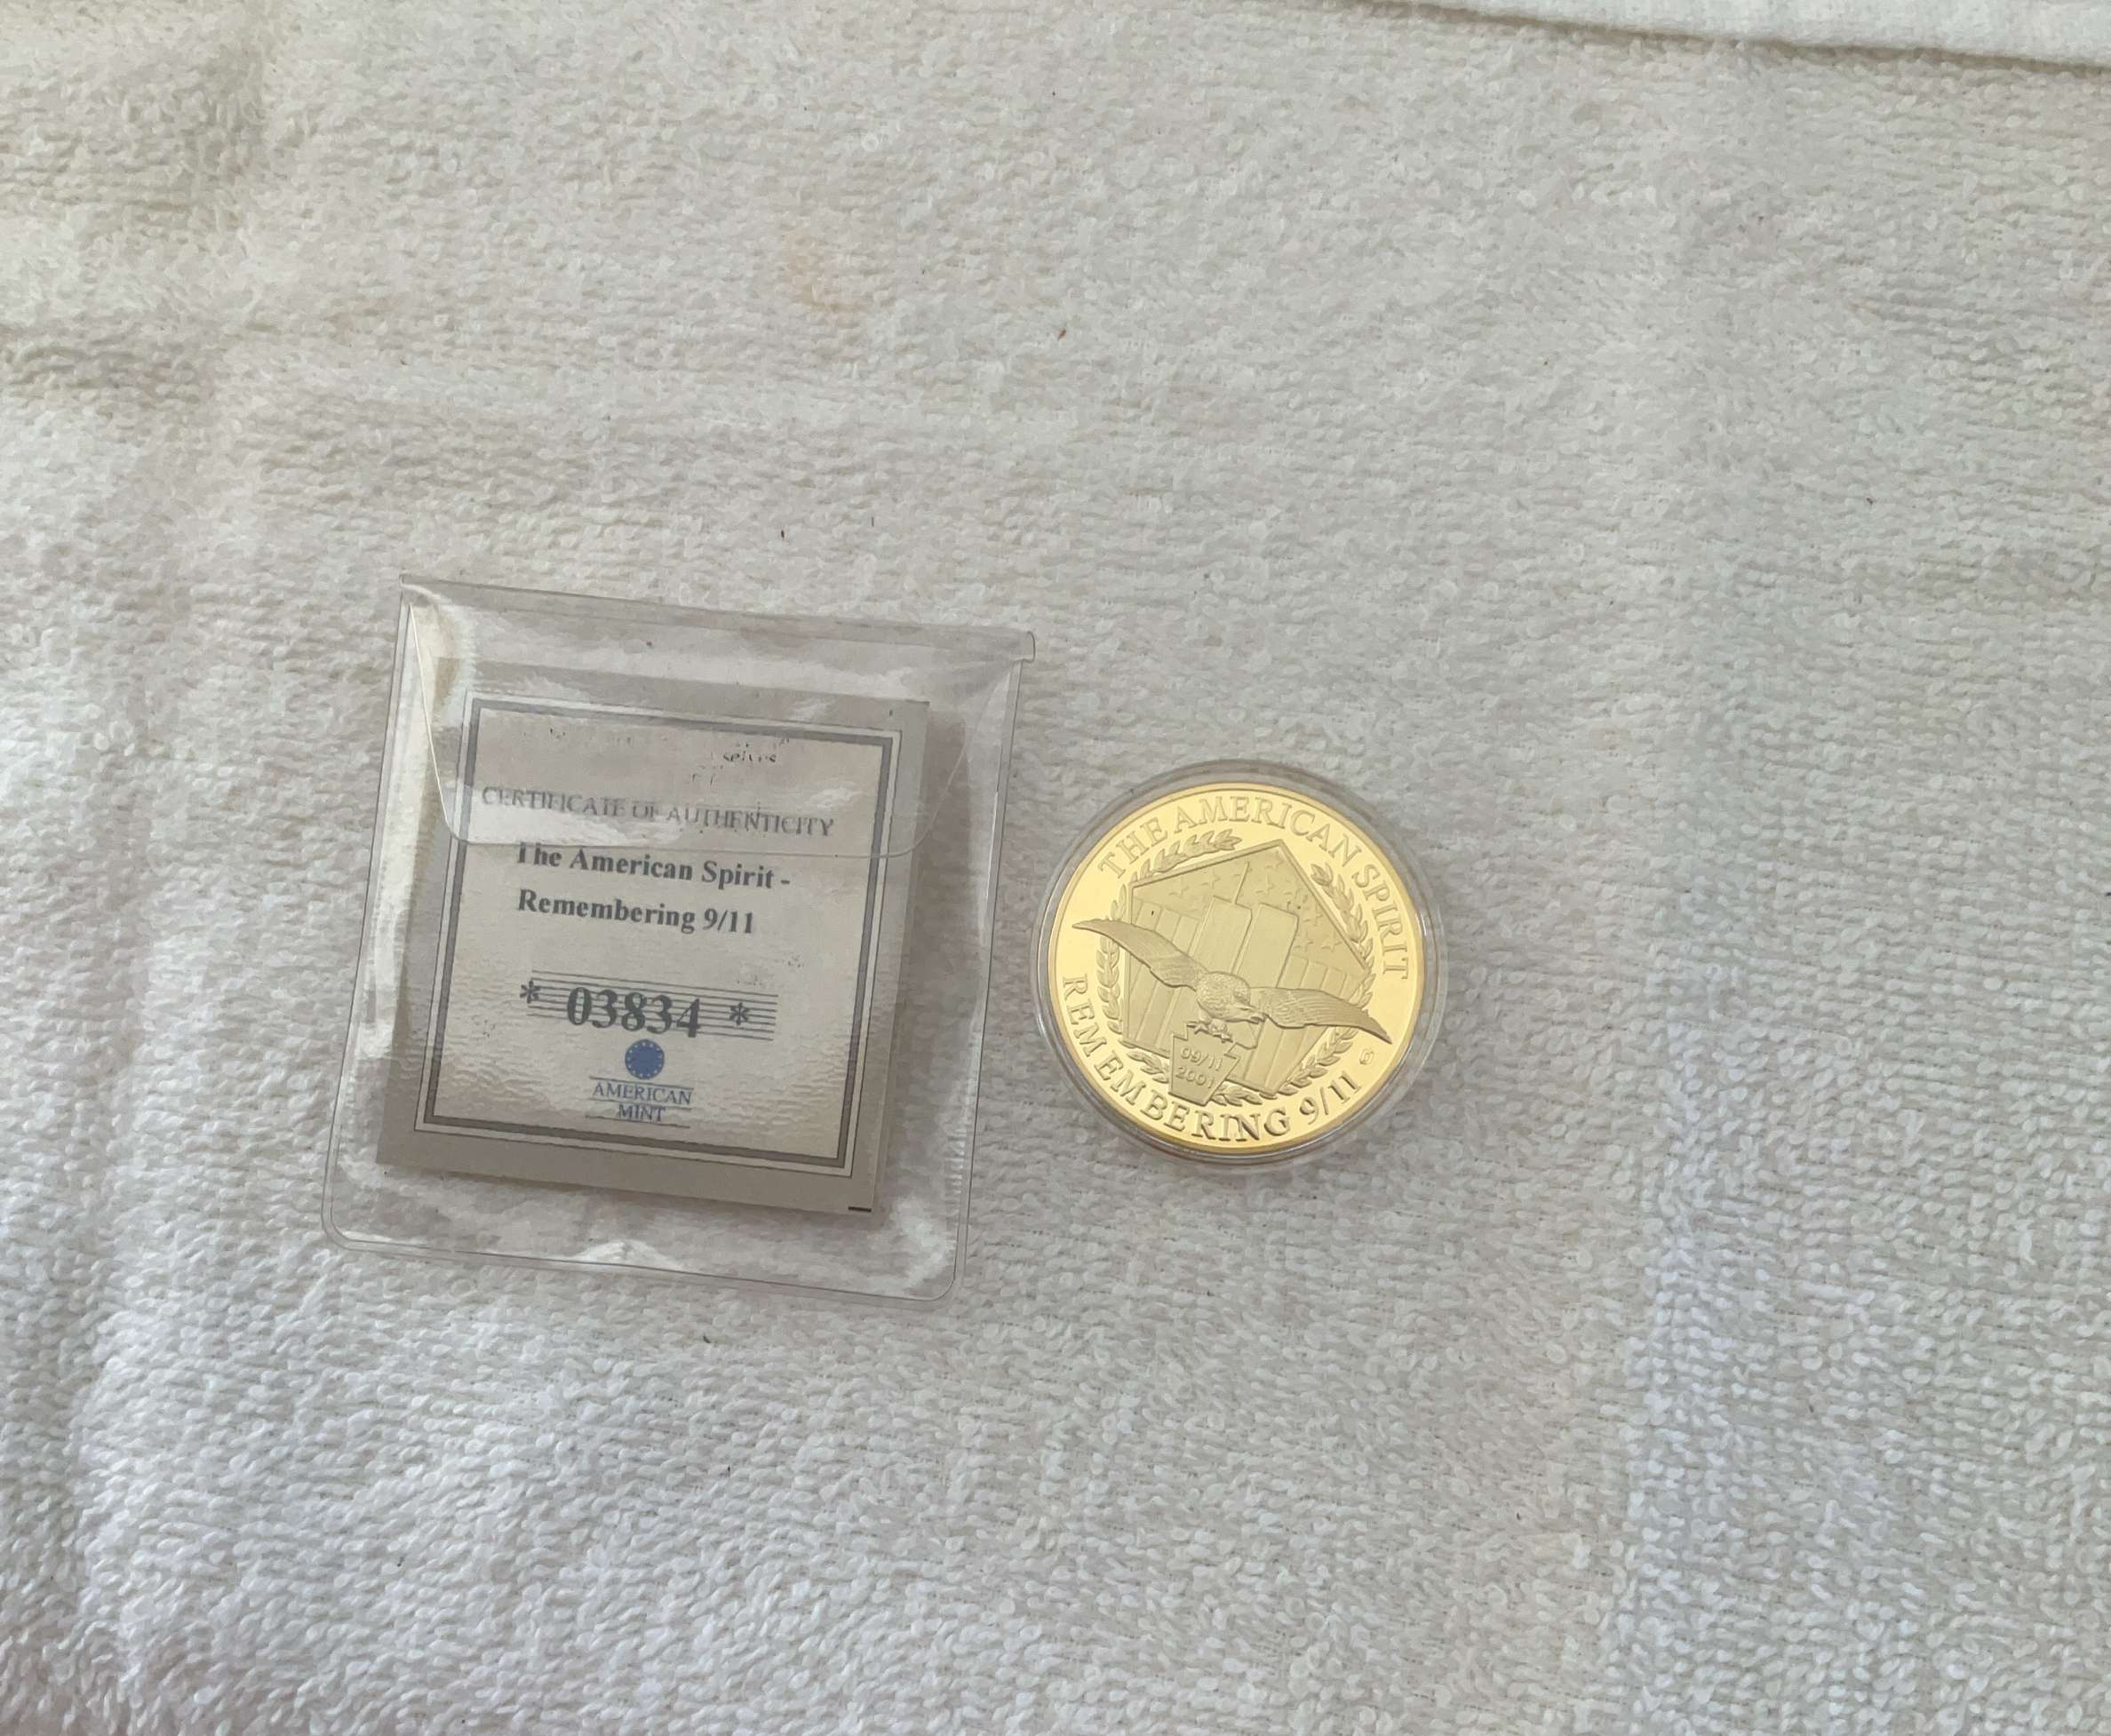 selves
CERTIFICATE OF AUTHENTICITY
The American Spirit -
Remembering 9/11
* 03834 *
AMERICAN
MINT
THE AMERICAN SPIRIT
09/11
2001
REMEMBERING 9/11